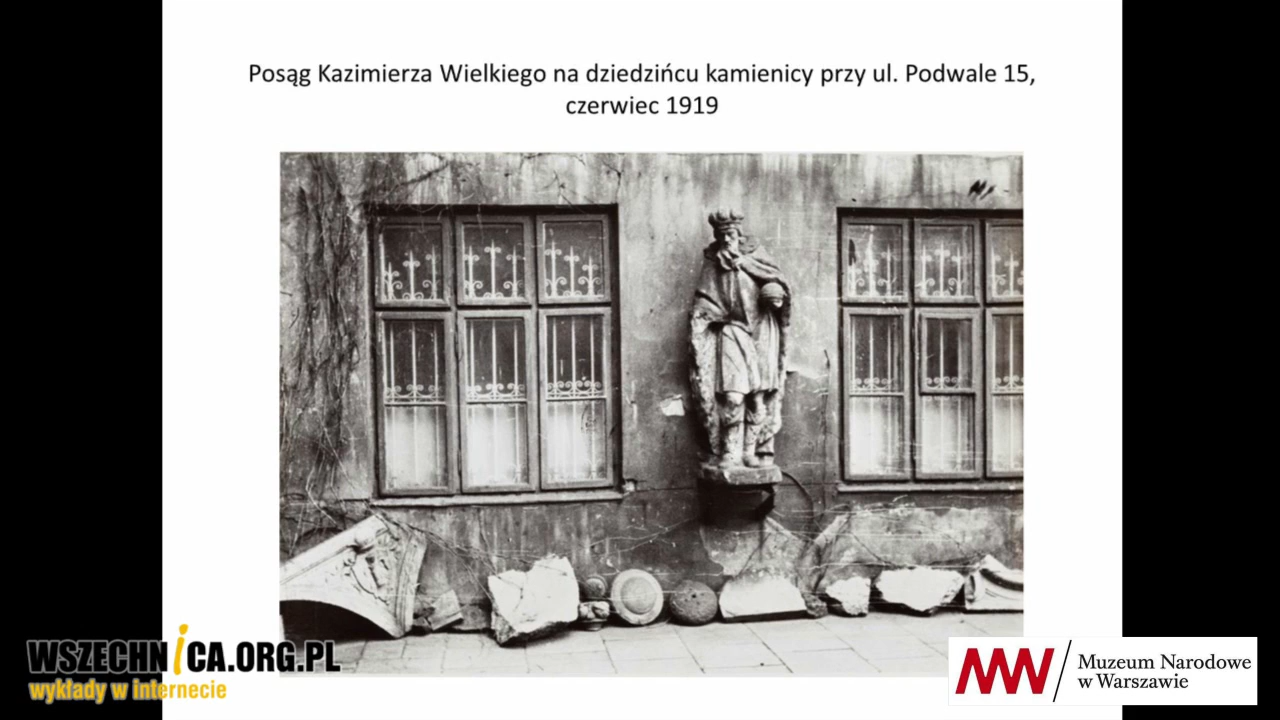 Posąg Kazimierza Wielkiego na dziedzińcu kamienicy przy ul. Podwale 15,
czerwiec 1919
WSZECHNICA.ORG.PL
wykłady w internecie
MW
Muzeum Narodowe
w Warszawie